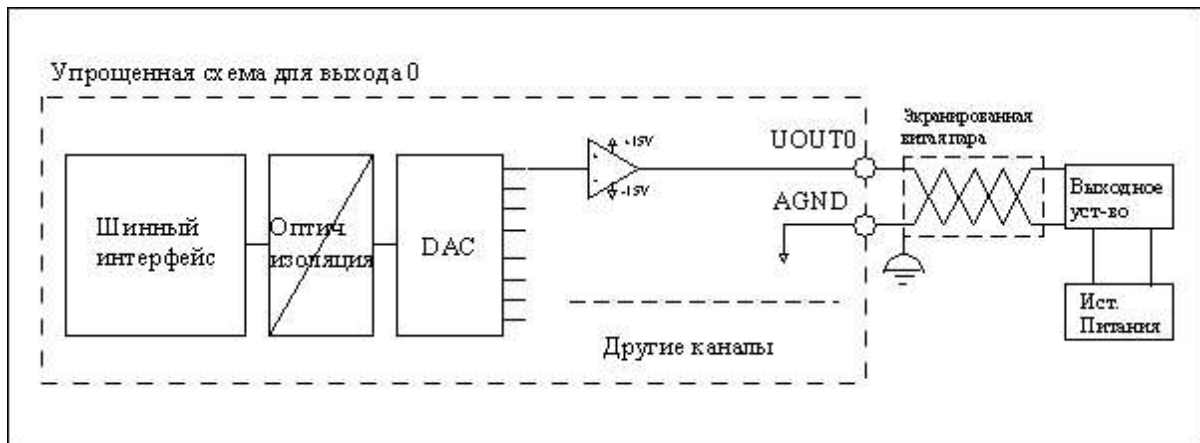 Упрощенная схема для выхода 0
Шинный
интерфейс
Оптич
изоляция
DAC
+15V
-15V
UOUT0
AGND
Экранированная
витая пара
Выходное
уст-во
Ист.
Питания
Другие каналы